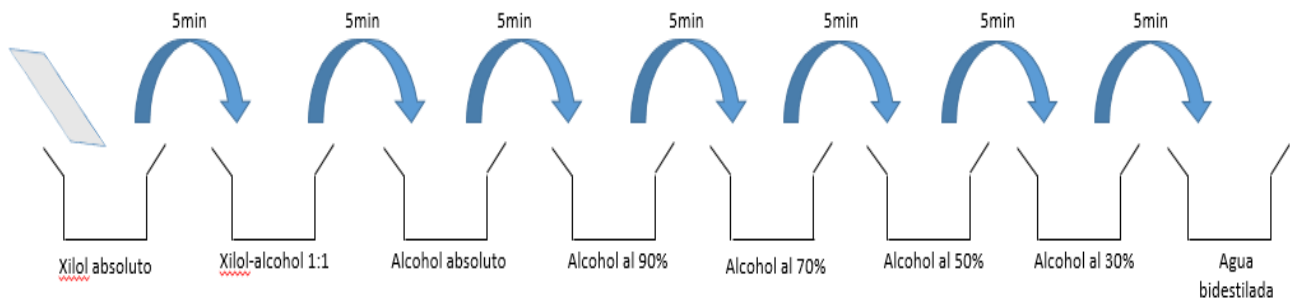 5min 5min 5min 5min 5min 5min 5min
Xilol absoluto Xilol-alcohol 1:1 Alcohol absoluto Alcohol al 90% Alcohol al 70% Alcohol al 50% Alcohol al 30% Agua
bidestilada